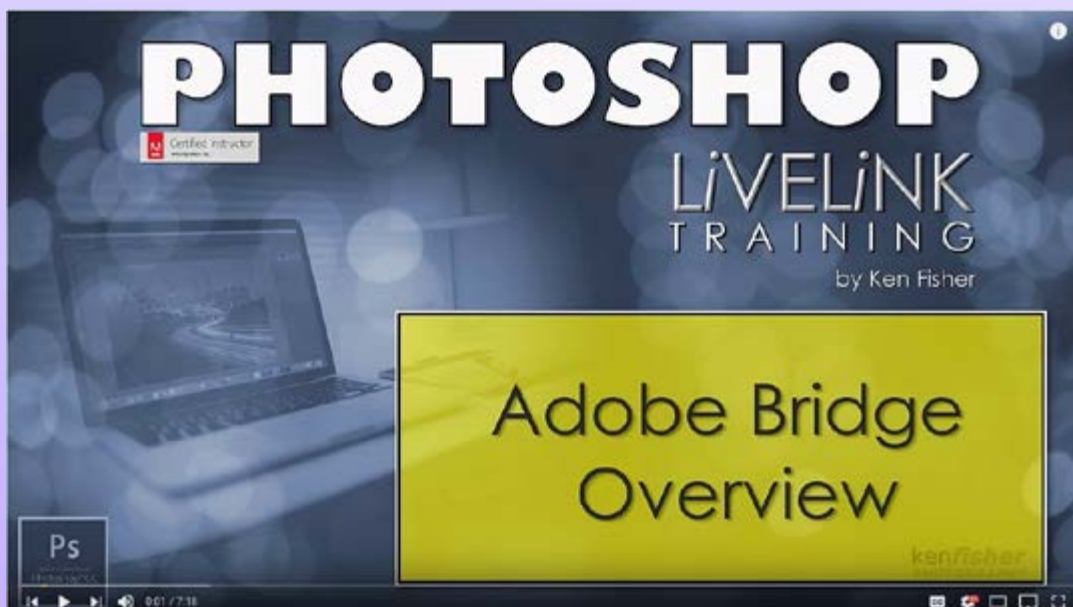 PHOTOSHOP
Certified Instructor
LiVELiNK
TRAINING
by Ken Fisher
Adobe Bridge
Overview
Ps
kenfisher
0:01 / 7:18